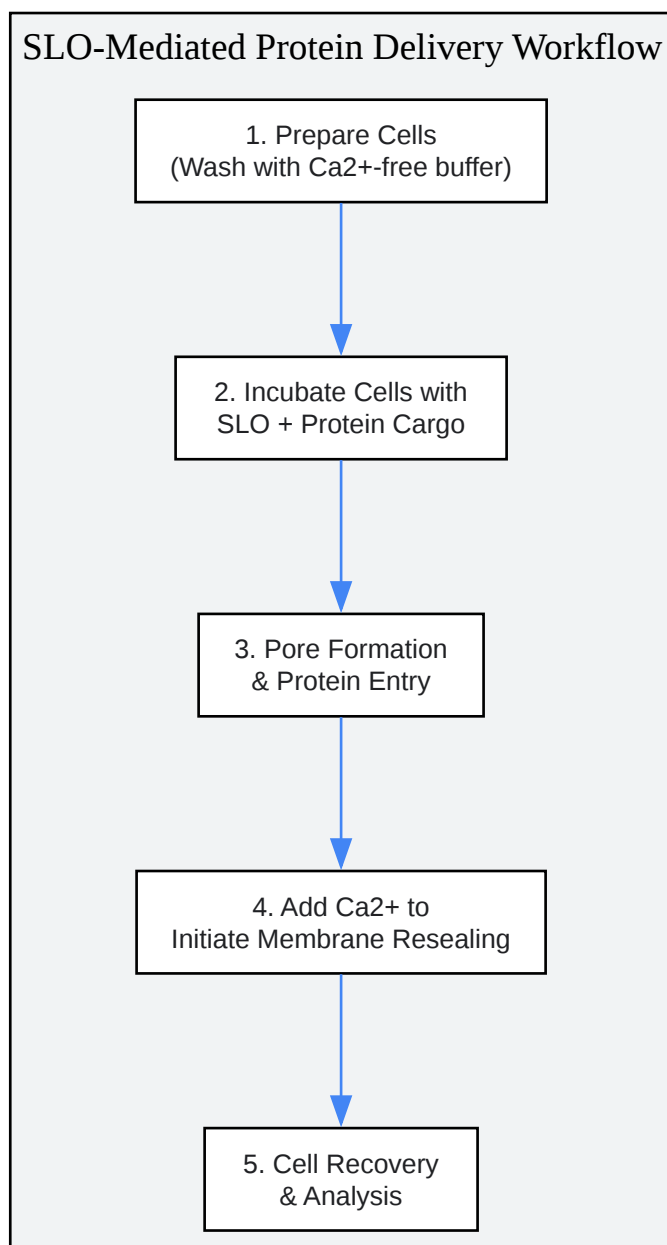 SLO-Mediated Protein Delivery Workflow
1. Prepare Cells
(Wash with Ca2+-free buffer)
2. Incubate Cells with
SLO + Protein Cargo
3. Pore Formation
& Protein Entry
4. Add Ca2+ to
Initiate Membrane Resealing
5. Cell Recovery
& Analysis